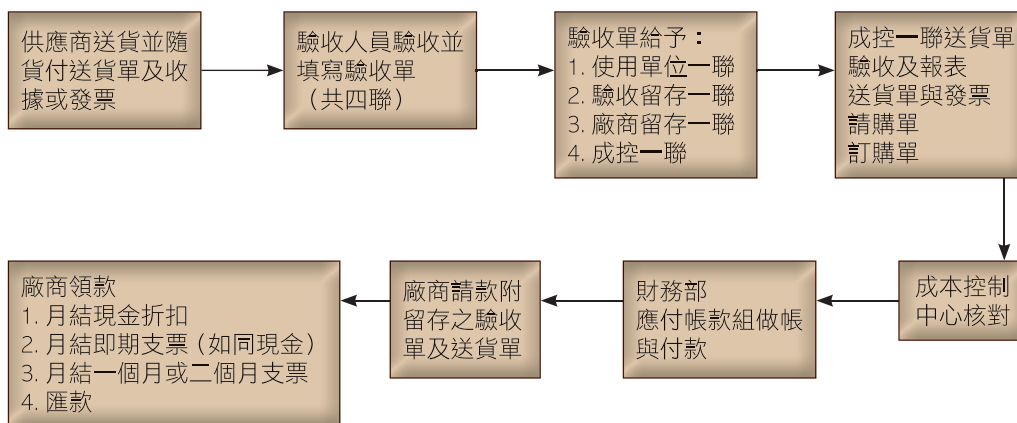 供應商送貨並隨
貨付送貨單及收
據或發票
驗收人員驗收並
填寫驗收單
（共四聯）
驗收單給予：
1. 使用單位一聯
2. 驗收留存一聯
3. 廠商留存一聯
4. 成控一聯
成控一聯送貨單
驗收及報表
送貨單與發票
請購單
訂購單
成本控制
中心核對
財務部
應付帳款組做帳
與付款
廠商請款附
留存之驗收
單及送貨單
廠商領款
1. 月結現金折扣
2. 月結即期支票（如同現金）
3. 月結一個月或二個月支票
4. 匯款